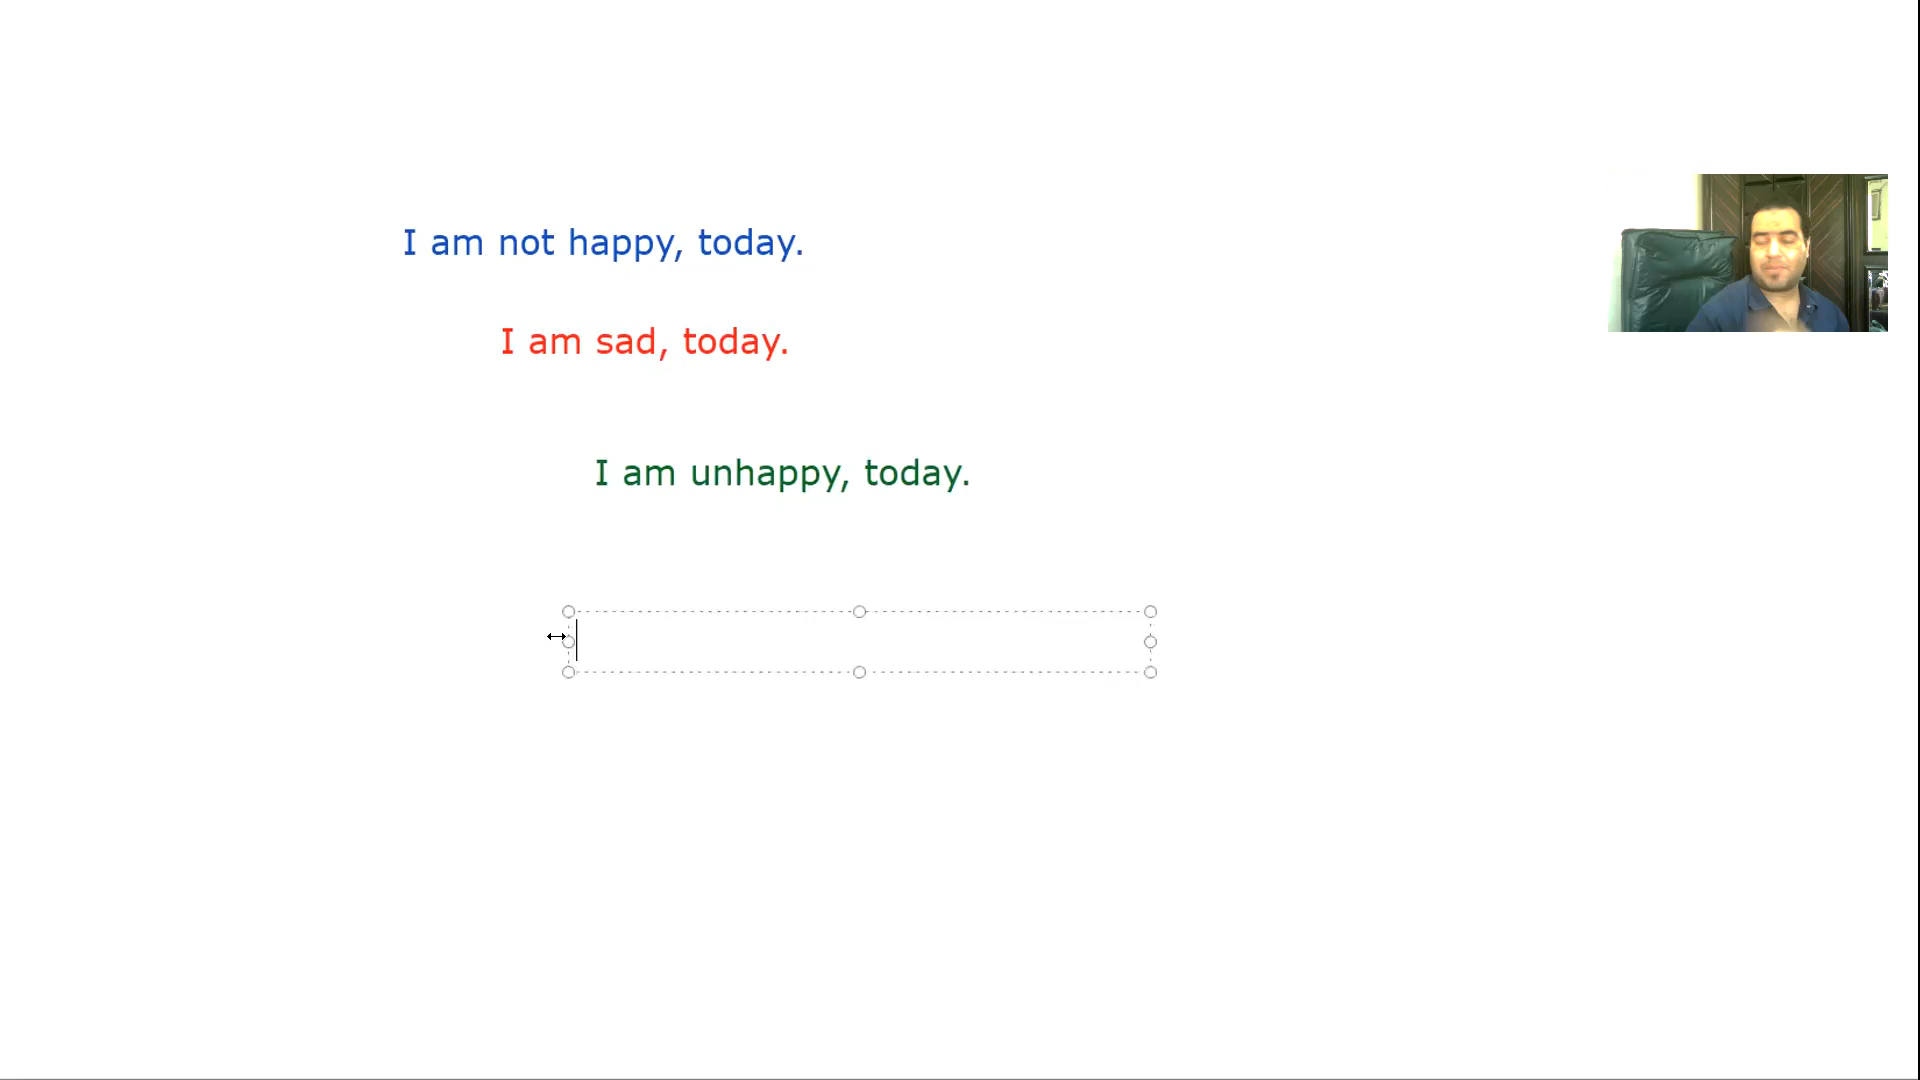 I am not happy, today.
I am sad, today.
I am unhappy, today.